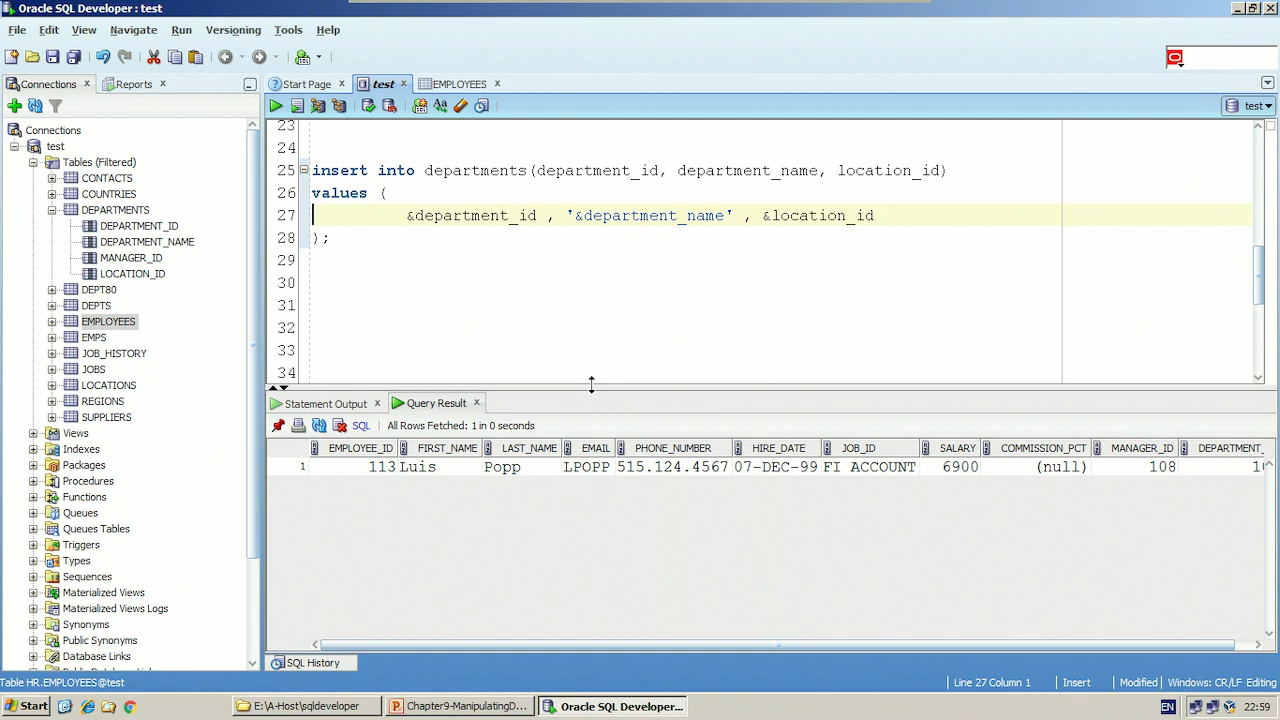 Oracle SQL Developer : test
File Edit View Navigate Run Versioning Tools Help
Connections Reports
Start Page test EMPLOYEES
test
Connections
test
Tables (Filtered)
CONTACTS
COUNTRIES
DEPARTMENTS
DEPARTMENT_ID
DEPARTMENT_NAME
MANAGER_ID
LOCATION_ID
DEPT80
DEPTS
EMPLOYEES
EMPS
JOB_HISTORY
JOBS
LOCATIONS
REGIONS
SUPPLIERS
Views
Indexes
Packages
Procedures
Functions
Queues
Queues Tables
Triggers
Types
Sequences
Materialized Views
Materialized Views Logs
Synonyms
Public Synonyms
Database Links
23
24
25 insert into departments(department_id, department_name, location_id)
26 values (
27 &department_id , '&department_name' , &location_id
28 );
29
30
31
32
33
34
Statement Output Query Result
SQL All Rows Fetched: 1 in 0 seconds
EMPLOYEE_ID FIRST_NAME LAST_NAME EMAIL PHONE_NUMBER HIRE_DATE JOB_ID SALARY COMMISSION_PCT MANAGER_ID DEPARTMENT_
1 113 Luis Popp LPOPP 515.124.4567 07-DEC-99 FI_ACCOUNT 6900 (null) 108 10
SQL History
Table HR.EMPLOYEES@test Line 27 Column 1 Insert Modified Windows: CR/LF Editing
Start E:\A-Host\sqldeveloper Chapter9-ManipulatingD... Oracle SQL Developer... EN 22:59